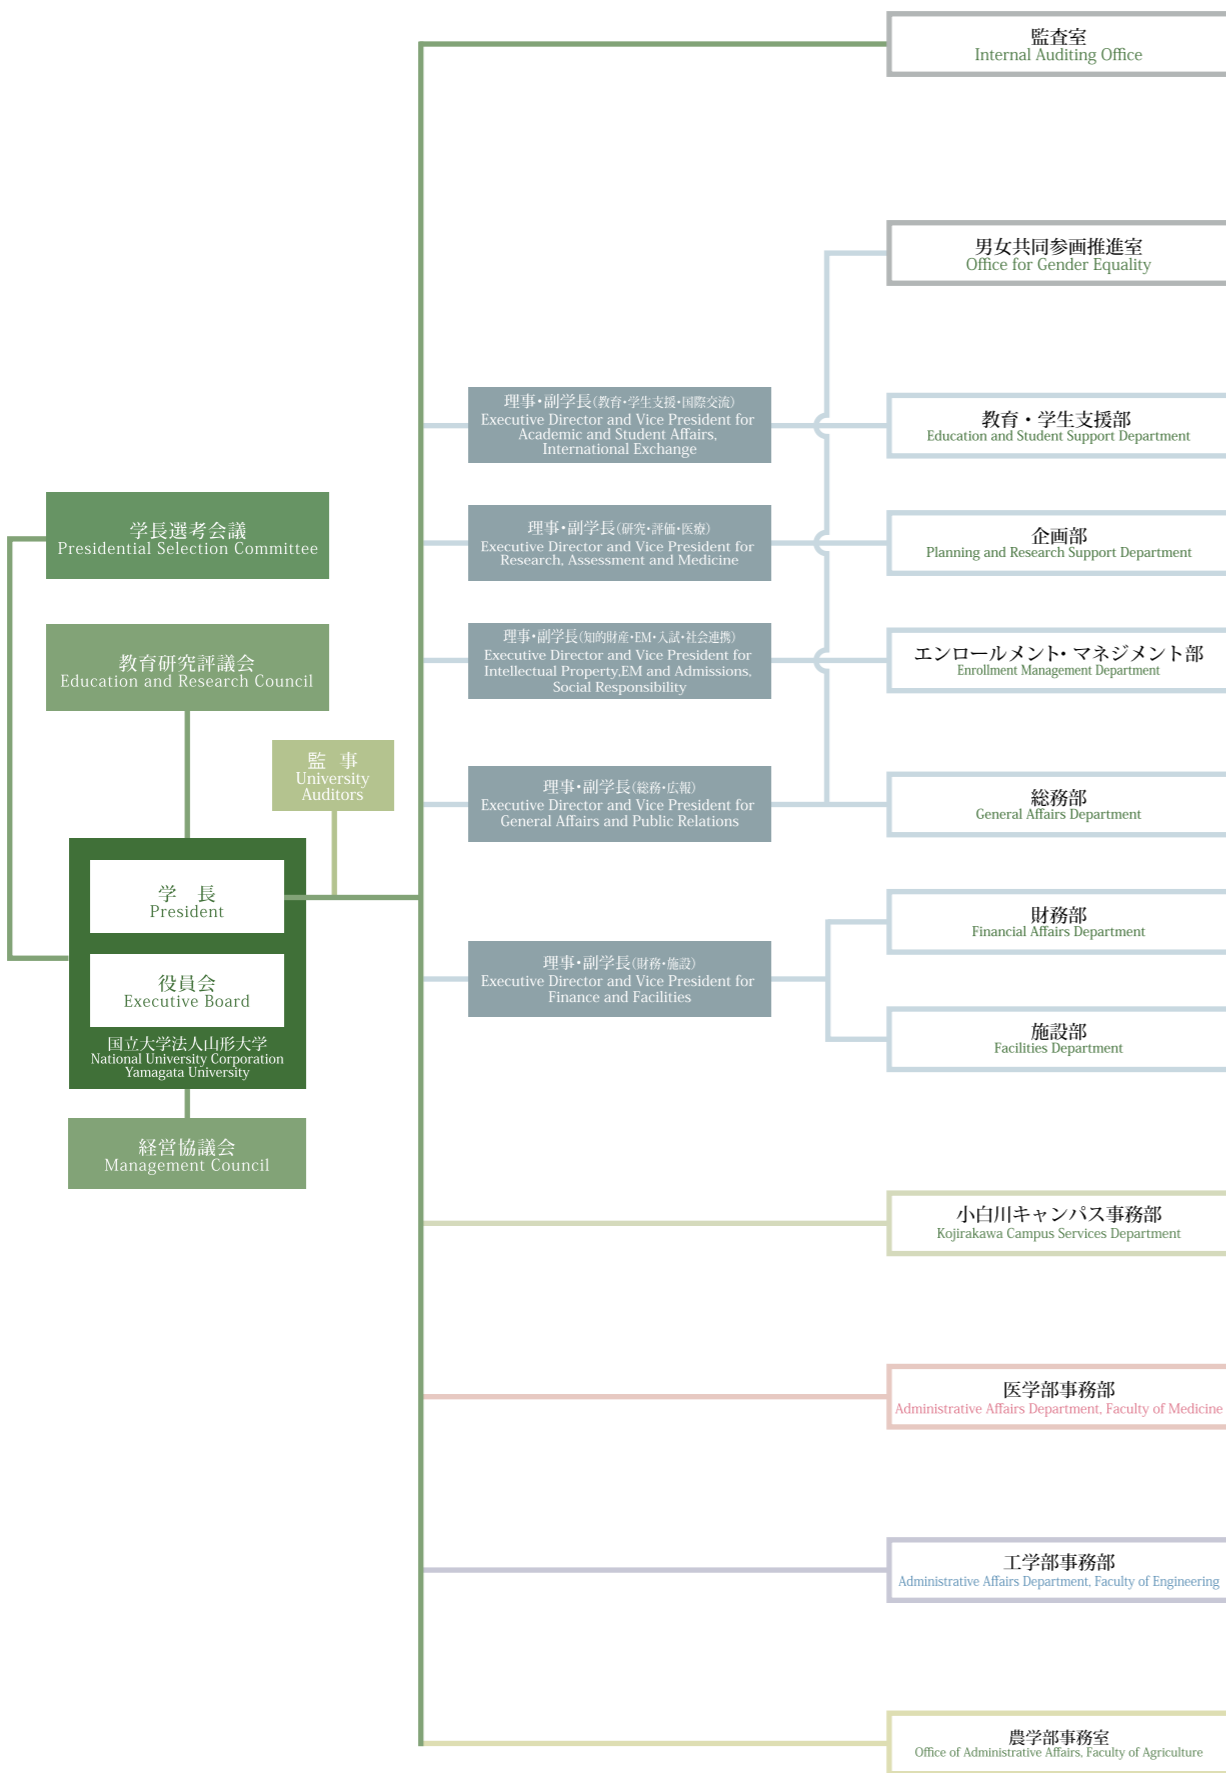 監査室
Internal Auditing Office
男女共同参画推進室
Office for Gender Equality
理事・副学長(教育・学生支援・国際交流)
Executive Director and Vice President for
Academic and Student Affairs,
International Exchange
教育・学生支援部
Education and Student Support Department
学長選考会議
Presidential Selection Committee
理事・副学長(研究・評価・医療)
Executive Director and Vice President for
Research, Assessment and Medicine
企画部
Planning and Research Support Department
教育研究評議会
Education and Research Council
理事・副学長(知的財産・EM・入試・社会連携)
Executive Director and Vice President for
Intellectual Property,EM and Admissions,
Social Responsibility
エンロールメント・マネジメント部
Enrollment Management Department
監 事
University
Auditors
理事・副学長(総務・広報)
Executive Director and Vice President for
General Affairs and Public Relations
総務部
General Affairs Department
学 長
President
役員会
Executive Board
国立大学法人山形大学
National University Corporation
Yamagata University
理事・副学長(財務・施設)
Executive Director and Vice President for
Finance and Facilities
財務部
Financial Affairs Department
施設部
Facilities Department
経営協議会
Management Council
小白川キャンパス事務部
Kojirakawa Campus Services Department
医学部事務部
Administrative Affairs Department, Faculty of Medicine
工学部事務部
Administrative Affairs Department, Faculty of Engineering
農学部事務室
Office of Administrative Affairs, Faculty of Agriculture